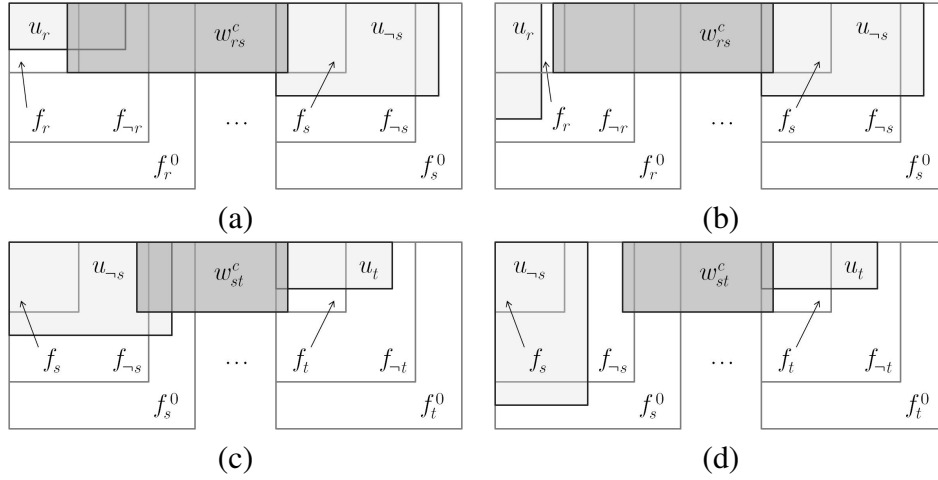 u_r w^c_{rs} u_{¬s}
f_r f_{¬r} … f_s f_{¬s}
f^0_r f^0_s
(a)
u_r w^c_{rs} u_{¬s}
f_r f_{¬r} … f_s f_{¬s}
f^0_r f^0_s
(b)
u_{¬s} w^c_{st} u_t
f_s f_{¬s} … f_t f_{¬t}
f^0_s f^0_t
(c)
u_{¬s} w^c_{st} u_t
f_s f_{¬s} … f_t f_{¬t}
f^0_s f^0_t
(d)